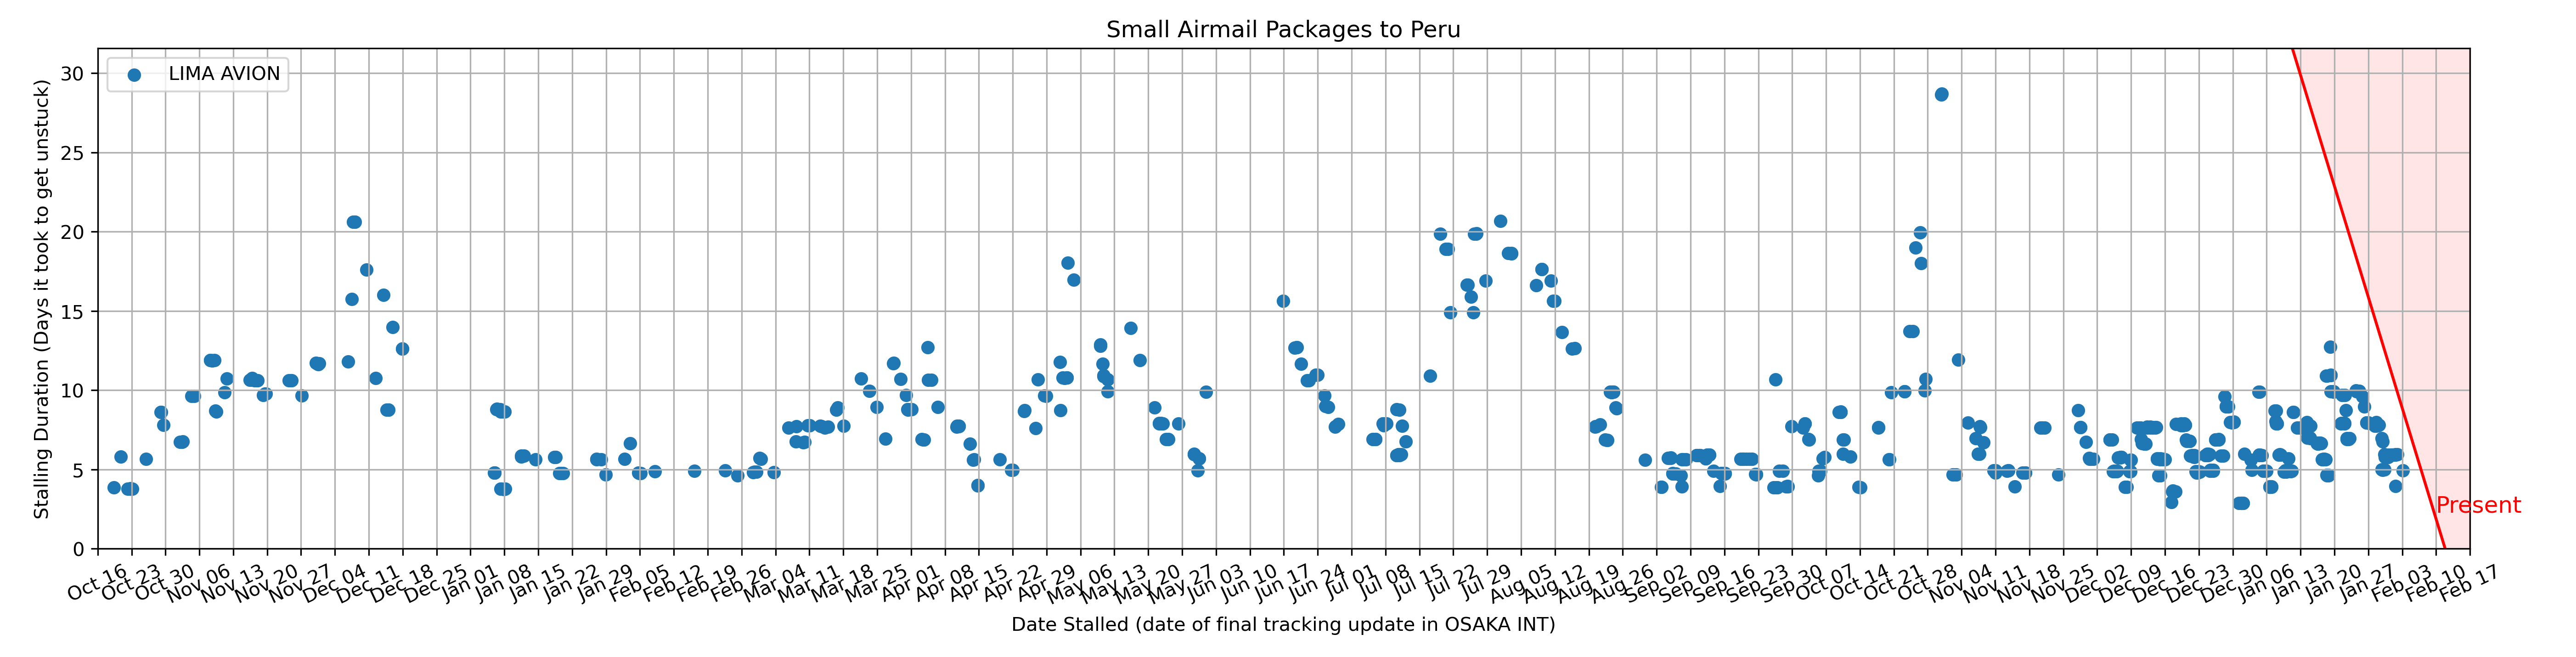 Small Airmail Packages to Peru
LIMA AVION
Stalling Duration (Days it took to get unstuck)
30
25
20
15
10
5
0
Present
Oct 16
Oct 23
Oct 30
Nov 06
Nov 13
Nov 20
Nov 27
Dec 04
Dec 11
Dec 18
Dec 25
Jan 01
Jan 08
Jan 15
Jan 22
Jan 29
Feb 05
Feb 12
Feb 19
Feb 26
Mar 04
Mar 11
Mar 18
Mar 25
Apr 01
Apr 08
Apr 15
Apr 22
Apr 29
May 06
May 13
May 20
May 27
Jun 03
Jun 10
Jun 17
Jun 24
Jul 01
Jul 08
Jul 15
Jul 22
Jul 29
Aug 05
Aug 12
Aug 19
Aug 26
Sep 02
Sep 09
Sep 16
Sep 23
Sep 30
Oct 07
Oct 14
Oct 21
Oct 28
Nov 04
Nov 11
Nov 18
Nov 25
Dec 02
Dec 09
Dec 16
Dec 23
Dec 30
Jan 06
Jan 13
Jan 20
Jan 27
Feb 03
Feb 10
Feb 17
Date Stalled (date of final tracking update in OSAKA INT)